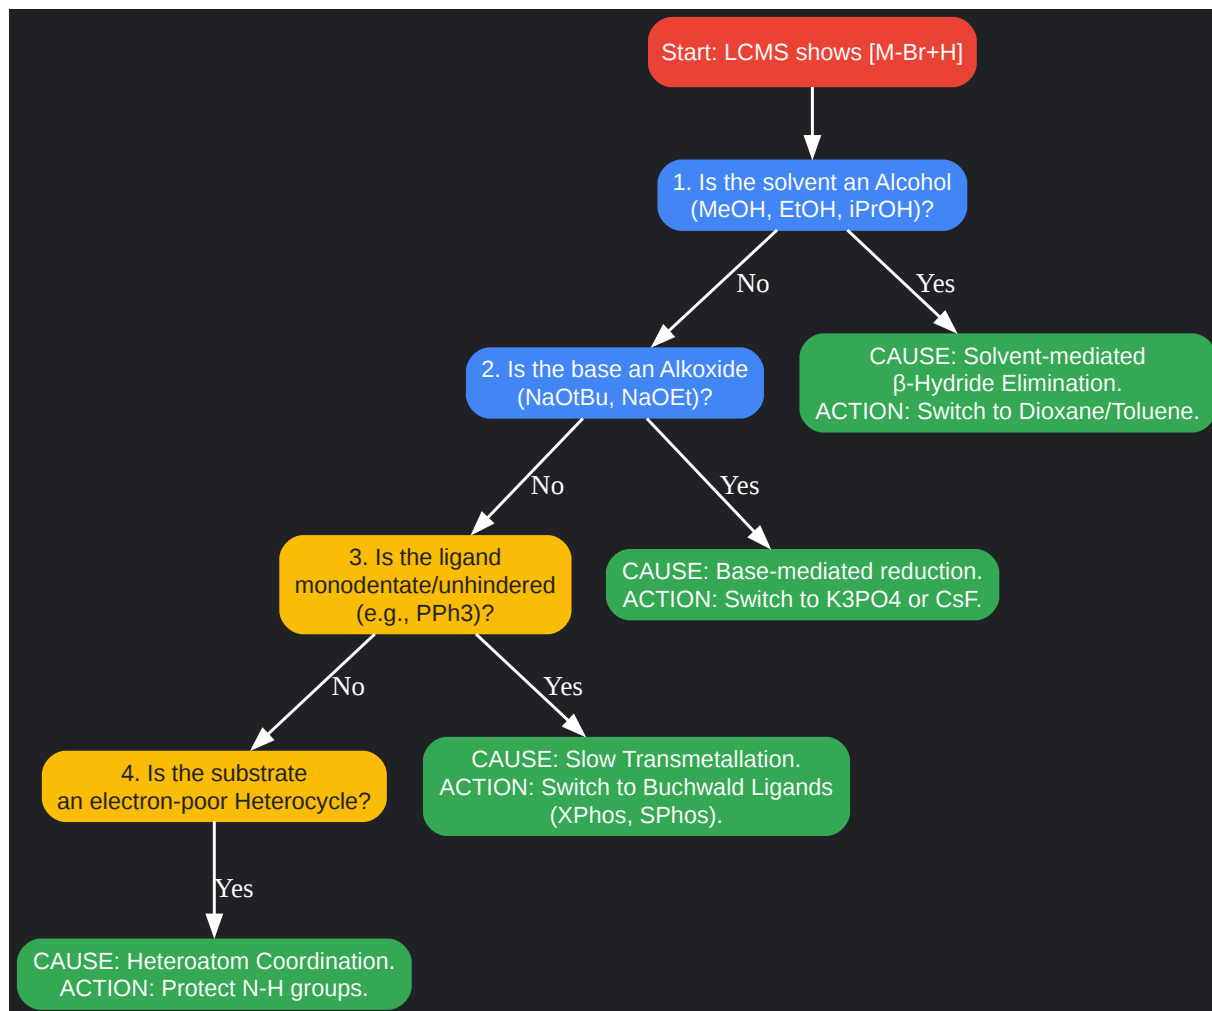 Start: LCMS shows [M-Br+H]
1. Is the solvent an Alcohol
(MeOH, EtOH, iPrOH)?
No
Yes
2. Is the base an Alkoxide
(NaOtBu, NaOEt)?
CAUSE: Solvent-mediated
β-Hydride Elimination.
ACTION: Switch to Dioxane/Toluene.
No
Yes
3. Is the ligand
monodentate/unhindered
(e.g., PPh3)?
CAUSE: Base-mediated reduction.
ACTION: Switch to K3PO4 or CsF.
No
Yes
4. Is the substrate
an electron-poor Heterocycle?
CAUSE: Slow Transmetallation.
ACTION: Switch to Buchwald Ligands
(XPhos, SPhos).
Yes
CAUSE: Heteroatom Coordination.
ACTION: Protect N-H groups.